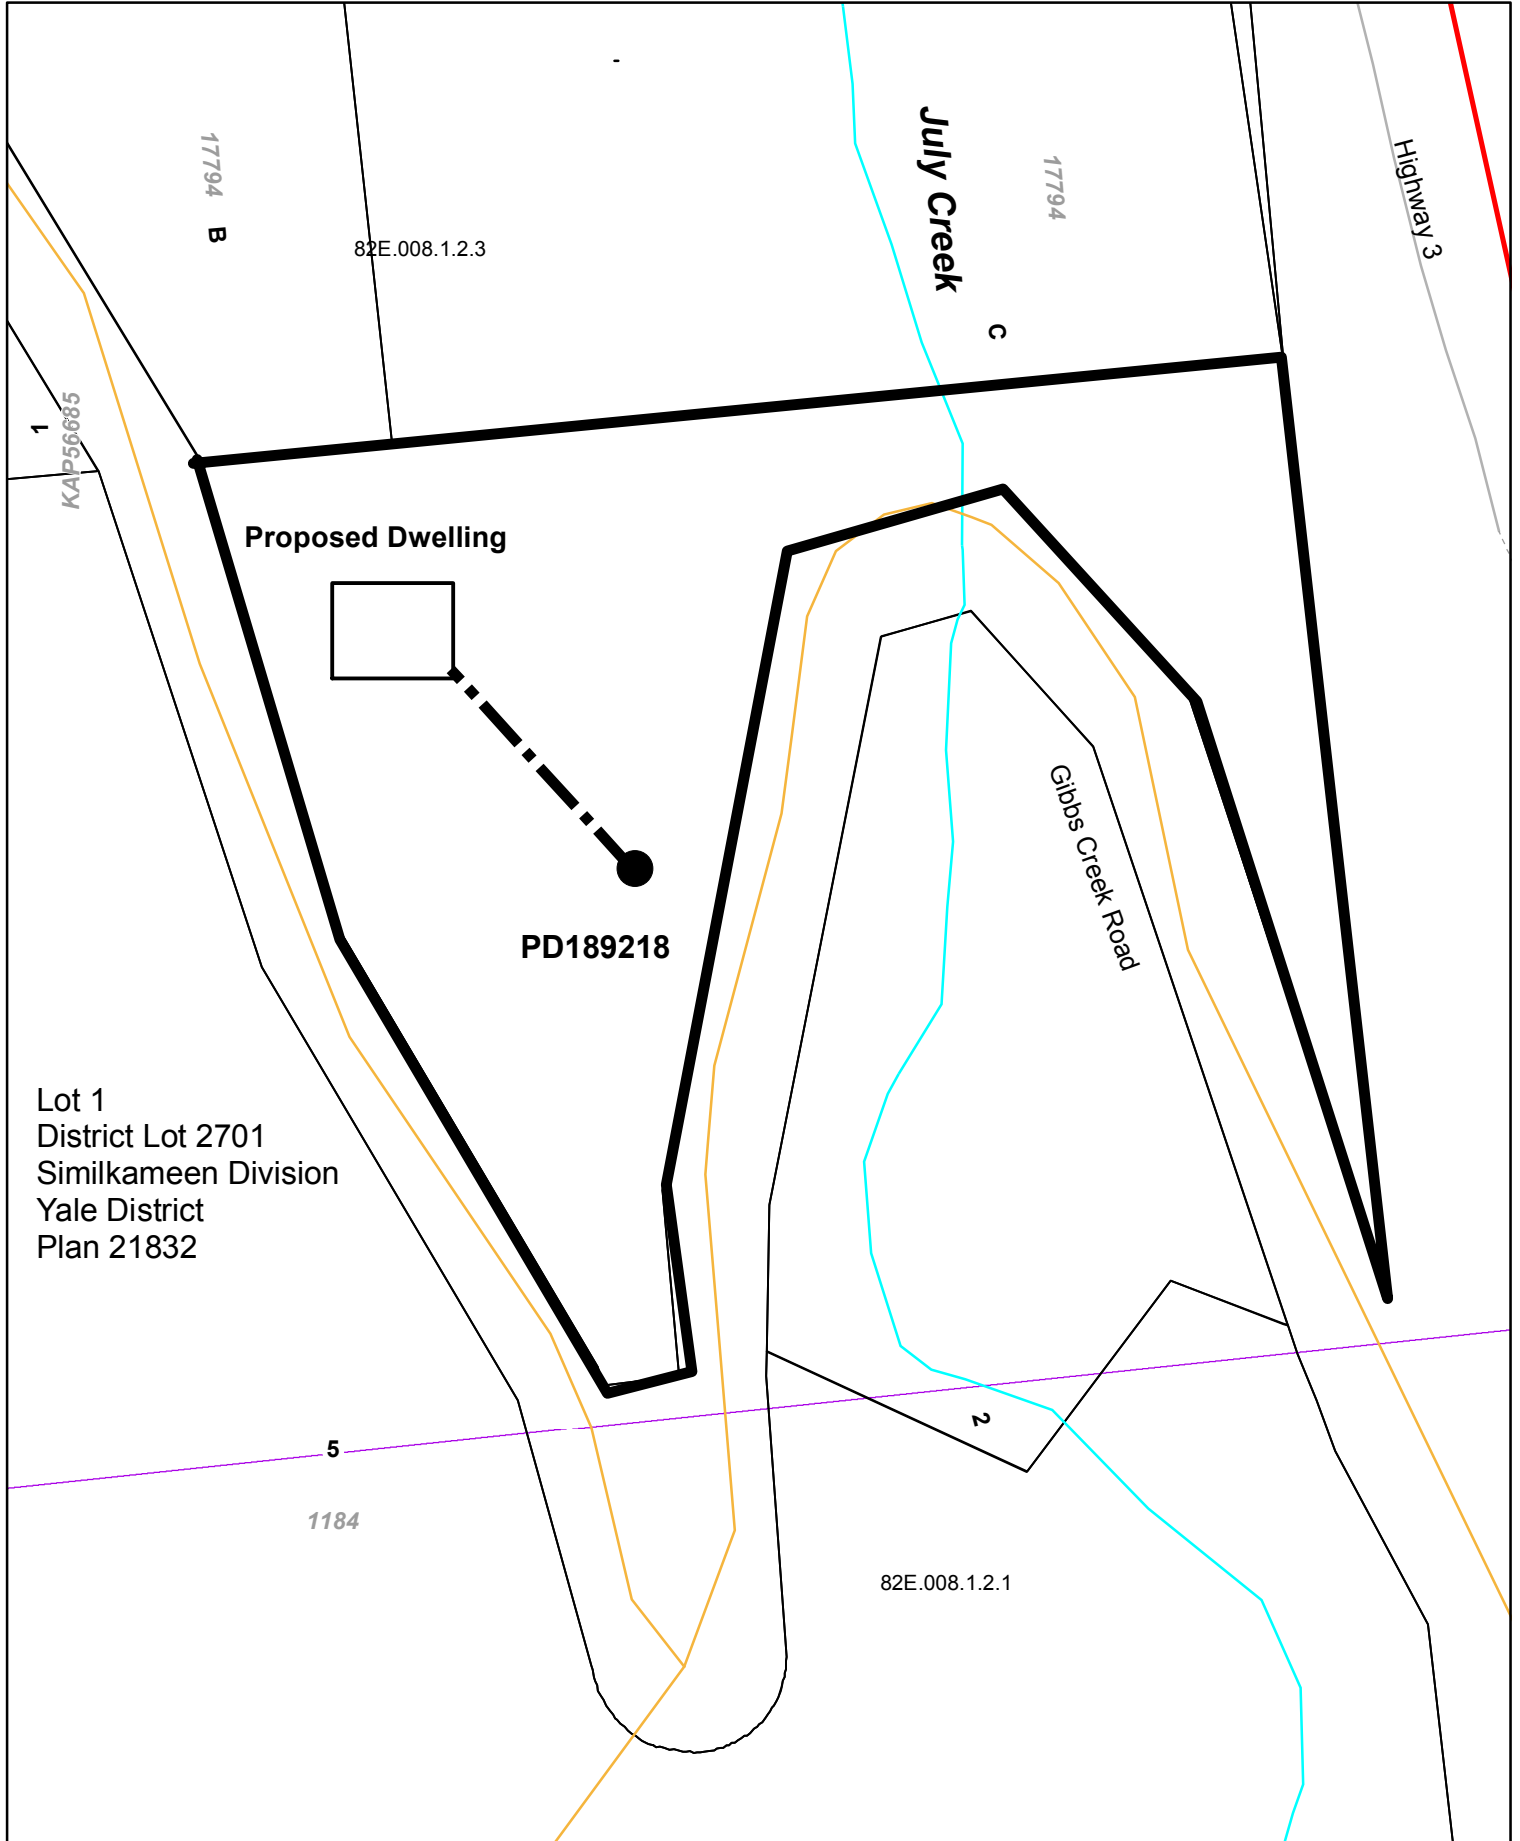 17794
B
82E.008.1.2.3
-
July Creek
17794
C
Highway 3
1
KAP56685
Proposed Dwelling
PD189218
Gibbs Creek Road
Lot 1
District Lot 2701
Similkameen Division
Yale District
Plan 21832
2
5
1184
82E.008.1.2.1